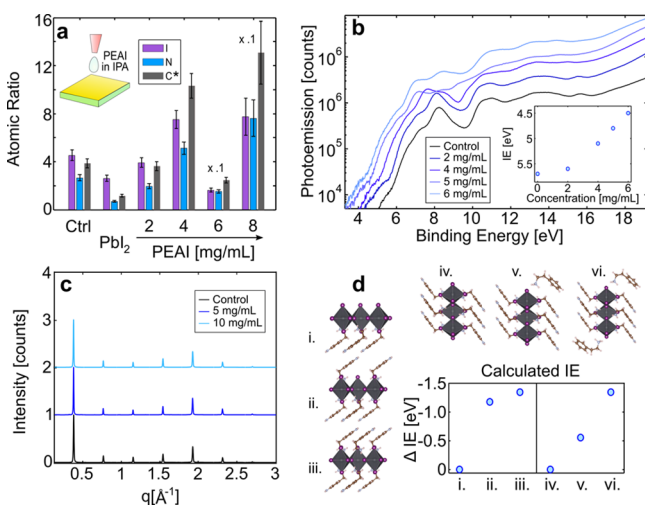 a
PEAI
in IPA
I
N
C*
x .1
x .1
Atomic Ratio
16
12
8
4
0
Ctrl
PbI2
2
4
6
8
PEAI [mg/mL]
b
Photoemission [counts]
10^6
10^6
10^5
10^4
Control
2 mg/mL
4 mg/mL
5 mg/mL
6 mg/mL
IE [eV]
4.5
5
5.5
0 2 4 6
Concentration [mg/mL]
4 6 8 10 12 14 16 18
Binding Energy [eV]
c
Control
5 mg/mL
10 mg/mL
Intensity [counts]
4
3
2
1
0
0.5 1 1.5 2 2.5 3
q[Å-1]
d
i.
ii.
iii.
iv.
v.
vi.
Calculated IE
Δ IE [eV]
-1.5
-1.0
-0.5
0
i. ii. iii. iv. v. vi.